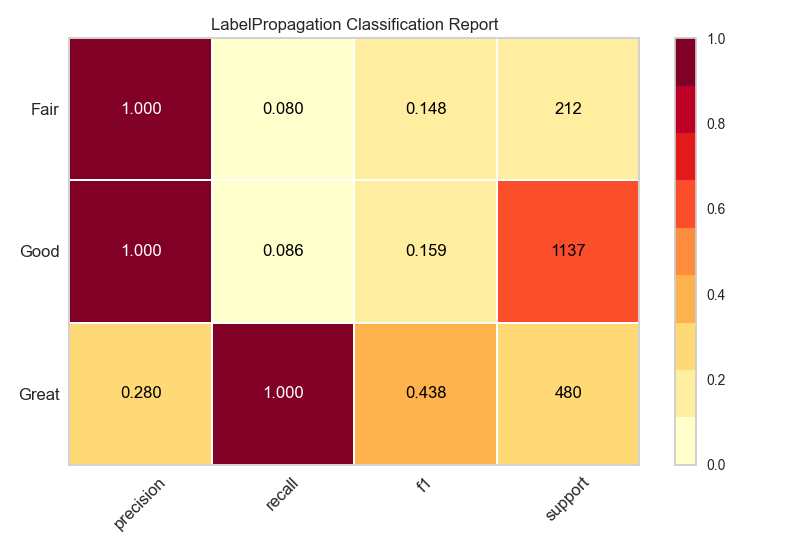 LabelPropagation Classification Report
Fair 1.000 0.080 0.148 212
Good 1.000 0.086 0.159 1137
Great 0.280 1.000 0.438 480
precision recall f1 support
1.0
0.8
0.6
0.4
0.2
0.0